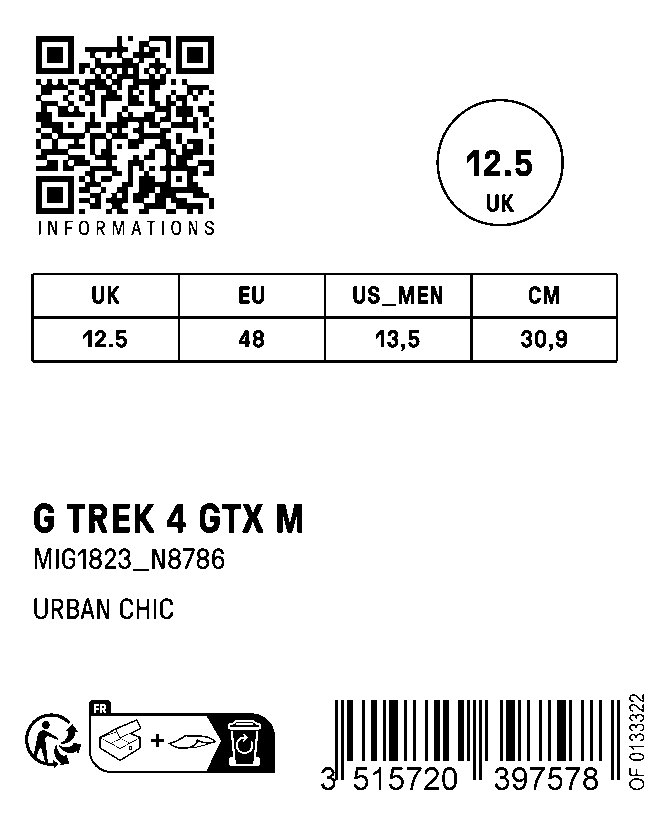 INFORMATIONS
12.5
UK
UK EU US_MEN CM
12.5 48 13,5 30,9
G TREK 4 GTX M
MIG1823_N8786
URBAN CHIC
FR
+
3 515720 397578
OF 0133322